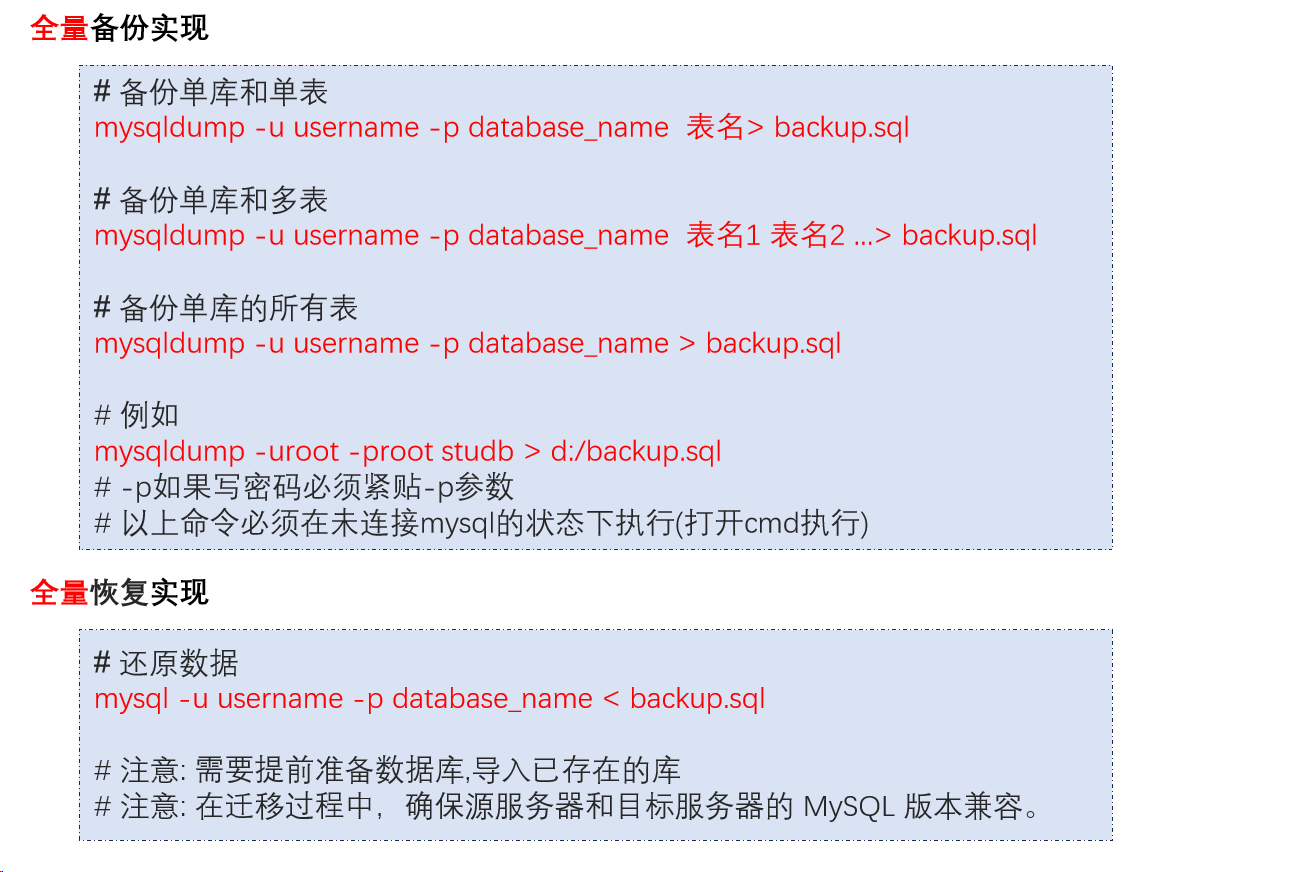 全量备份实现
# 备份单库和单表
mysqldump -u username -p database_name  表名> backup.sql
# 备份单库和多表
mysqldump -u username -p database_name  表名1 表名2 ...> backup.sql
# 备份单库的所有表
mysqldump -u username -p database_name > backup.sql
# 例如
mysqldump -uroot -proot studb > d:/backup.sql
# -p如果写密码必须紧贴-p参数
# 以上命令必须在未连接mysql的状态下执行(打开cmd执行)
全量恢复实现
# 还原数据
mysql -u username -p database_name < backup.sql
# 注意: 需要提前准备数据库,导入已存在的库
# 注意: 在迁移过程中，确保源服务器和目标服务器的 MySQL 版本兼容。